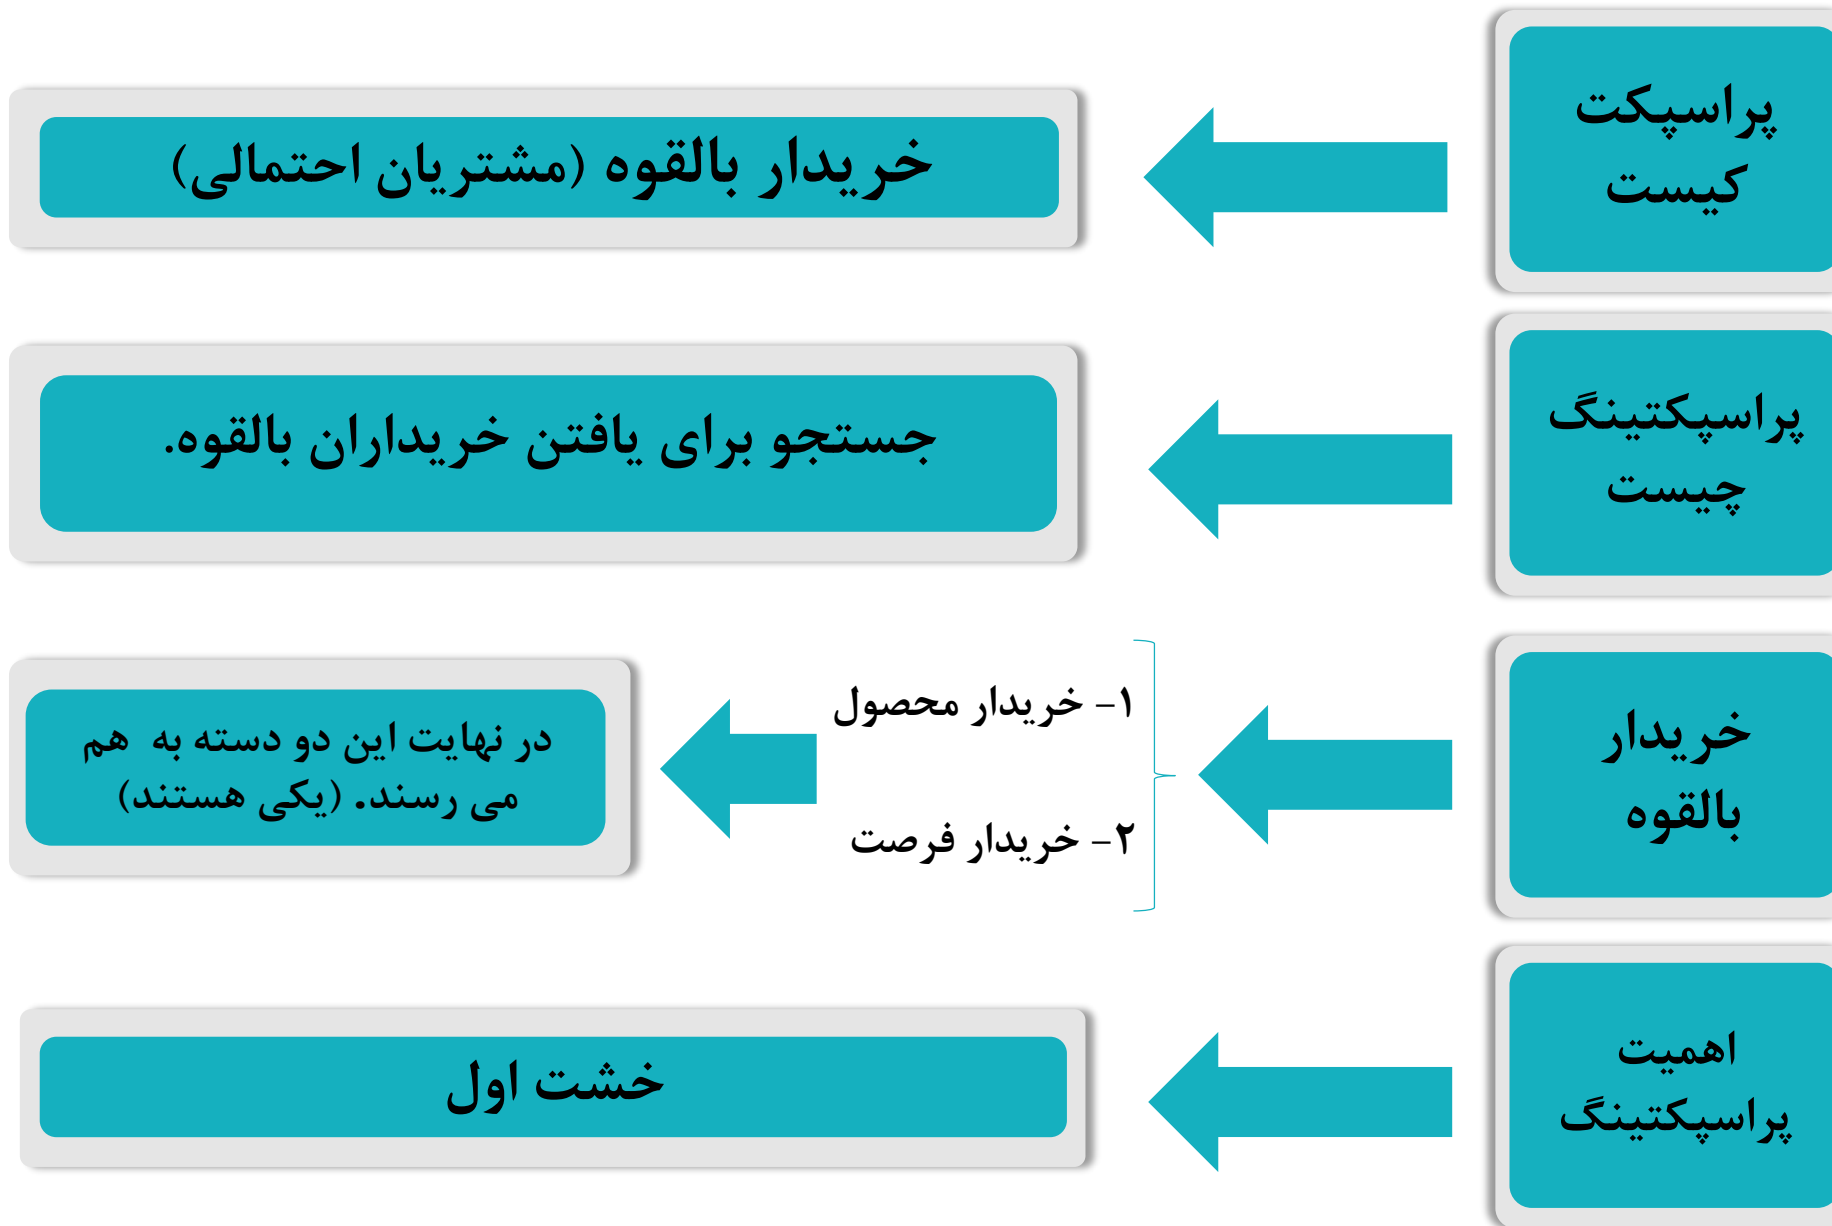 پراسپکت
کیست
خریدار بالقوه (مشتریان احتمالی)
پراسپکتینگ
چیست
جستجو برای یافتن خریداران بالقوه.
خریدار
بالقوه
۱- خریدار محصول
۲- خریدار فرصت
در نهایت این دو دسته به هم
می رسند. (یکی هستند)
اهمیت
پراسپکتینگ
خشت اول